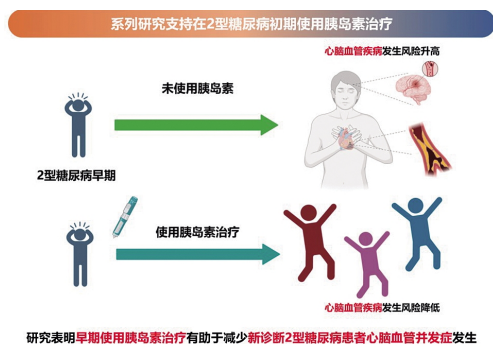 系列研究支持在2型糖尿病初期使用胰岛素治疗
心脑血管疾病发生风险升高
未使用胰岛素
2型糖尿病早期
使用胰岛素治疗
心脑血管疾病发生风险降低
研究表明早期使用胰岛素治疗有助于减少新诊断2型糖尿病患者心脑血管并发症发生